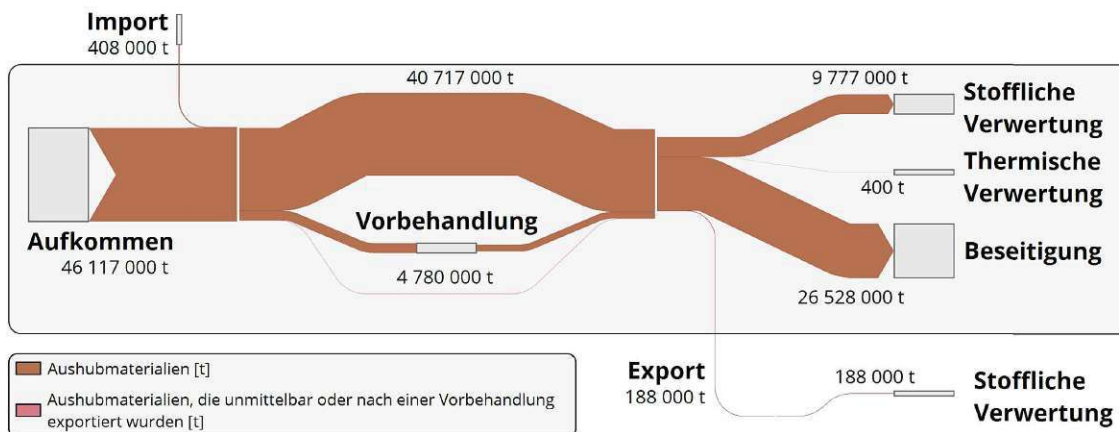 Import
408 000 t
40 717 000 t
9 777 000 t
Stoffliche
Verwertung
Thermische
Verwertung
400 t
Vorbehandlung
4 780 000 t
Aufkommen
46 117 000 t
Beseitigung
26 528 000 t
Aushubmaterialien [t]
Aushubmaterialien, die unmittelbar oder nach einer Vorbehandlung
exportiert wurden [t]
Export
188 000 t
188 000 t
Stoffliche
Verwertung